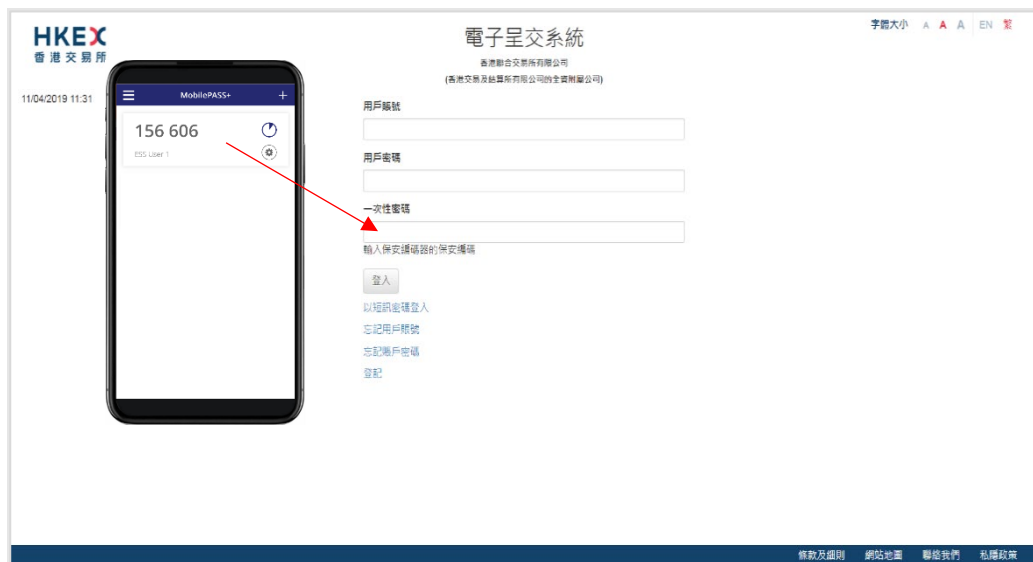 HKEX
香港交易所
字體大小 A A A EN 繁
電子呈交系統
香港聯合交易所有限公司
(香港交易及結算所有限公司的全資附屬公司)
11/04/2019 11:31
MobilePASS+
156 606
ESS User 1
用戶賬號
用戶密碼
一次性密碼
輸入保安編碼器的保安編碼
登入
以短訊密碼登入
忘記用戶賬號
忘記賬戶密碼
登記
條款及細則 網站地圖 聯絡我們 私隱政策